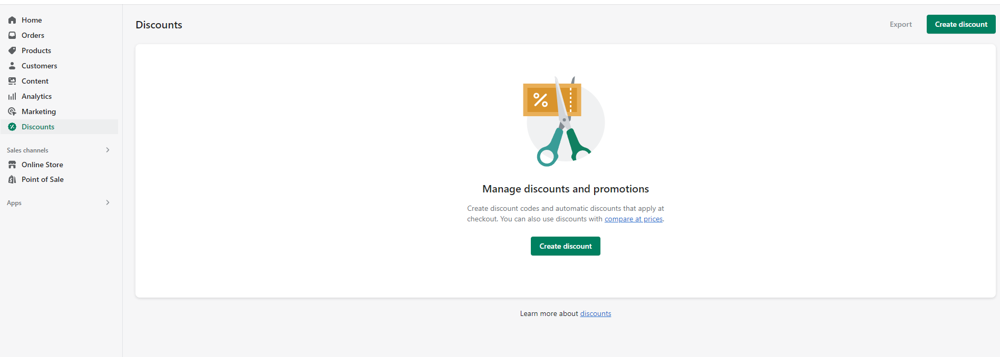 Home
Orders
Products
Customers
Content
Analytics
Marketing
Discounts
Sales channels
Online Store
Point of Sale
Apps
Discounts
Export
Create discount
%
Manage discounts and promotions
Create discount codes and automatic discounts that apply at
checkout. You can also use discounts with compare at prices.
Create discount
Learn more about discounts